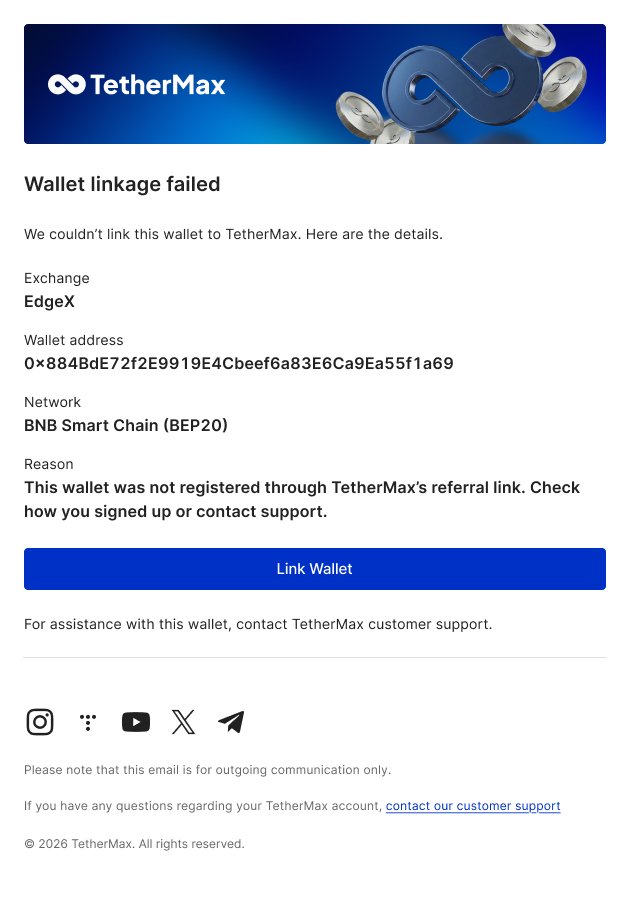 TetherMax
Wallet linkage failed
We couldn’t link this wallet to TetherMax. Here are the details.
Exchange
EdgeX
Wallet address
0×884BdE72f2E9919E4Cbeef6a83E6Ca9Ea55f1a69
Network
BNB Smart Chain (BEP20)
Reason
This wallet was not registered through TetherMax’s referral link. Check
how you signed up or contact support.
Link Wallet
For assistance with this wallet, contact TetherMax customer support.
Please note that this email is for outgoing communication only.
If you have any questions regarding your TetherMax account, contact our customer support
© 2026 TetherMax. All rights reserved.